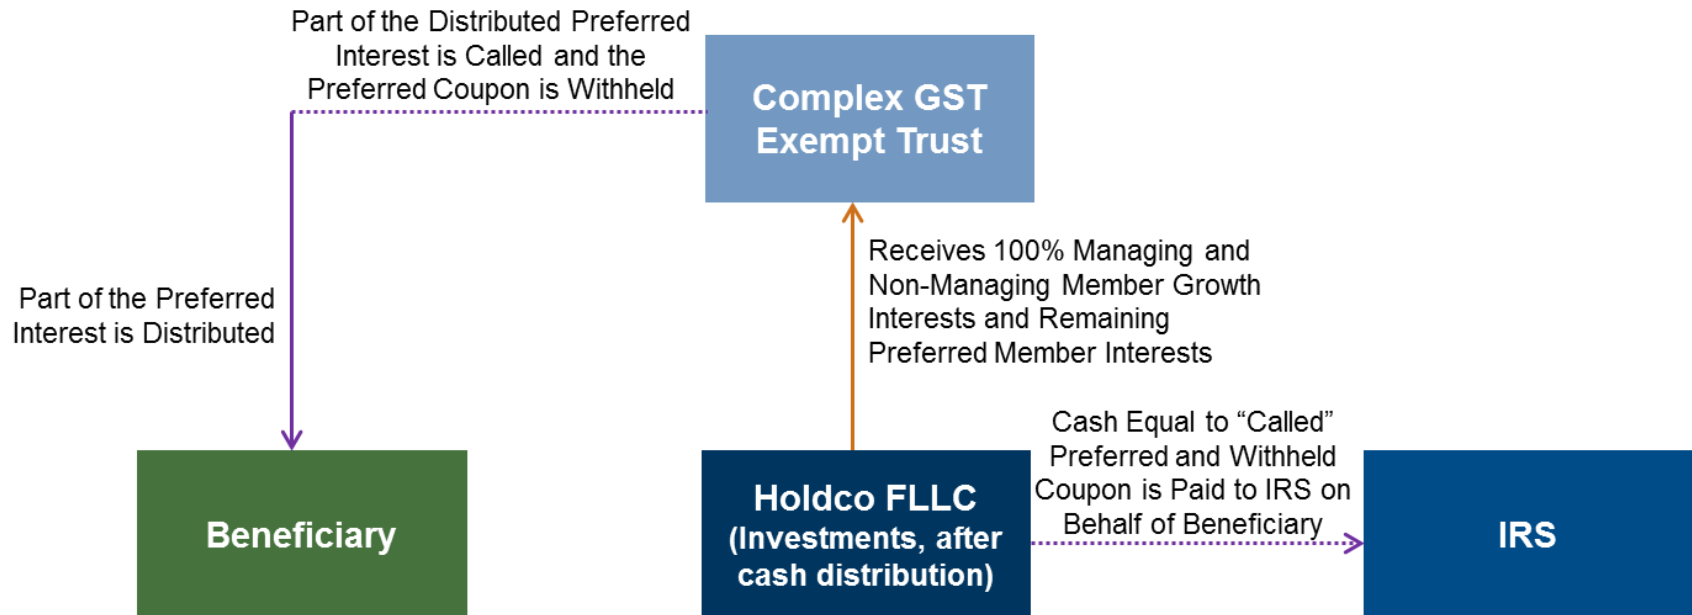 Part of the Distributed Preferred
Interest is Called and the
Preferred Coupon is Withheld
Complex GST
Exempt Trust
Part of the Preferred
Interest is Distributed
Receives 100% Managing and
Non-Managing Member Growth
Interests and Remaining
Preferred Member Interests
Cash Equal to “Called”
Preferred and Withheld
Coupon is Paid to IRS on
Behalf of Beneficiary
Beneficiary
Holdco FLLC
(Investments, after
cash distribution)
IRS